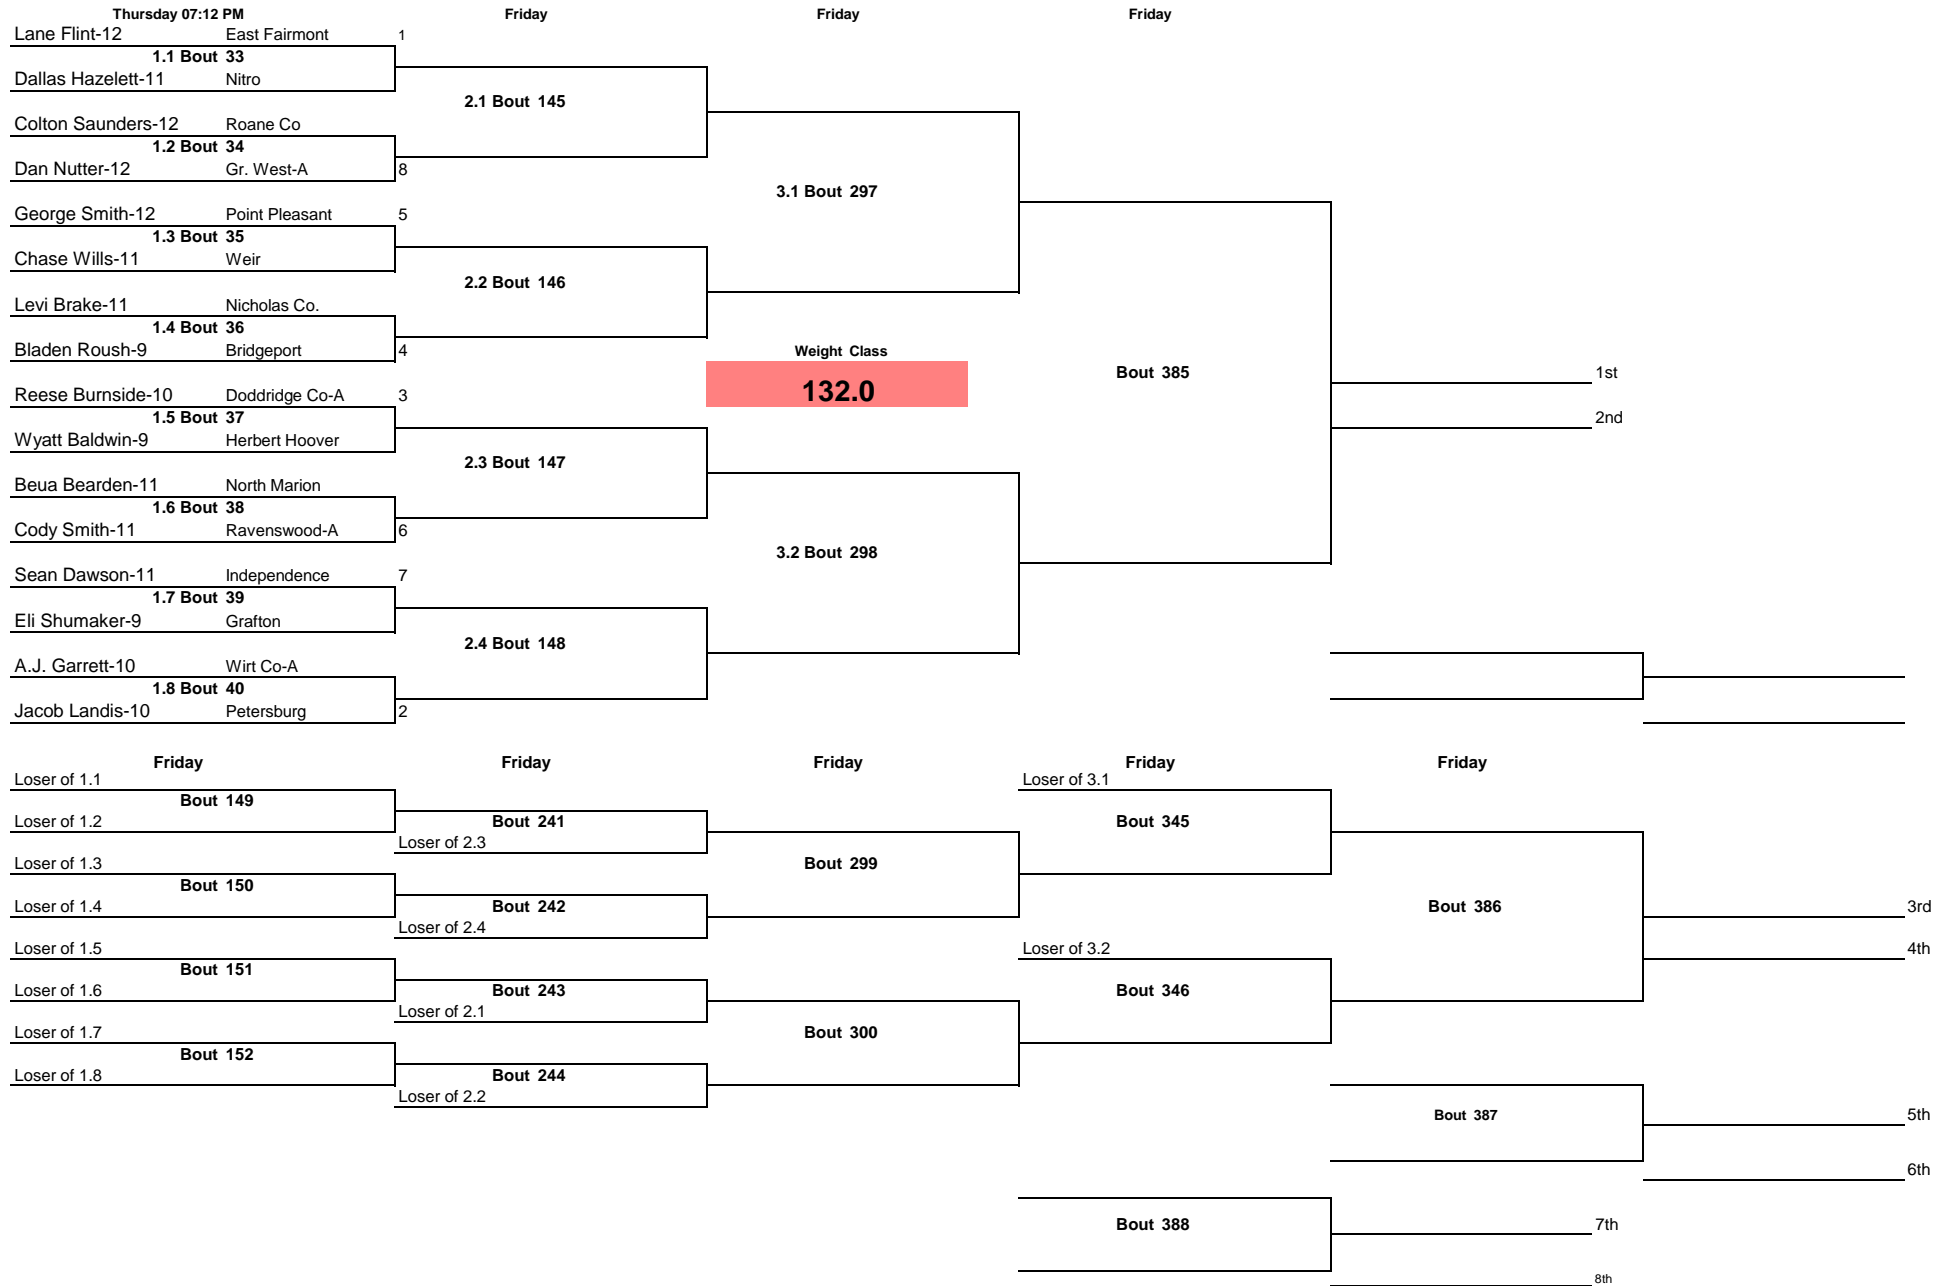 Thursday 07:12 PM Friday Friday Friday
Lane Flint-12 East Fairmont 1
1.1 Bout 33
Dallas Hazelett-11 Nitro
2.1 Bout 145
Colton Saunders-12 Roane Co
1.2 Bout 34
Dan Nutter-12 Gr. West-A 8
3.1 Bout 297
George Smith-12 Point Pleasant 5
1.3 Bout 35
Chase Wills-11 Weir
2.2 Bout 146
Levi Brake-11 Nicholas Co.
1.4 Bout 36
Bladen Roush-9 Bridgeport 4
Weight Class
132.0
Bout 385
1st
2nd
Reese Burnside-10 Doddridge Co-A 3
1.5 Bout 37
Wyatt Baldwin-9 Herbert Hoover
2.3 Bout 147
Beua Bearden-11 North Marion
1.6 Bout 38
Cody Smith-11 Ravenswood-A 6
3.2 Bout 298
Sean Dawson-11 Independence 7
1.7 Bout 39
Eli Shumaker-9 Grafton
2.4 Bout 148
A.J. Garrett-10 Wirt Co-A
1.8 Bout 40
Jacob Landis-10 Petersburg 2
Friday Friday Friday Friday Friday
Loser of 1.1 Loser of 3.1
Bout 149
Loser of 1.2 Bout 241 Bout 345
Loser of 2.3
Loser of 1.3 Bout 299
Bout 150
Loser of 1.4 Bout 242 Bout 386 3rd
Loser of 2.4
Loser of 1.5 Loser of 3.2 4th
Bout 151
Loser of 1.6 Bout 243 Bout 346
Loser of 2.1
Loser of 1.7 Bout 300
Bout 152
Loser of 1.8 Bout 244
Loser of 2.2
Bout 387 5th
6th
Bout 388 7th
8th